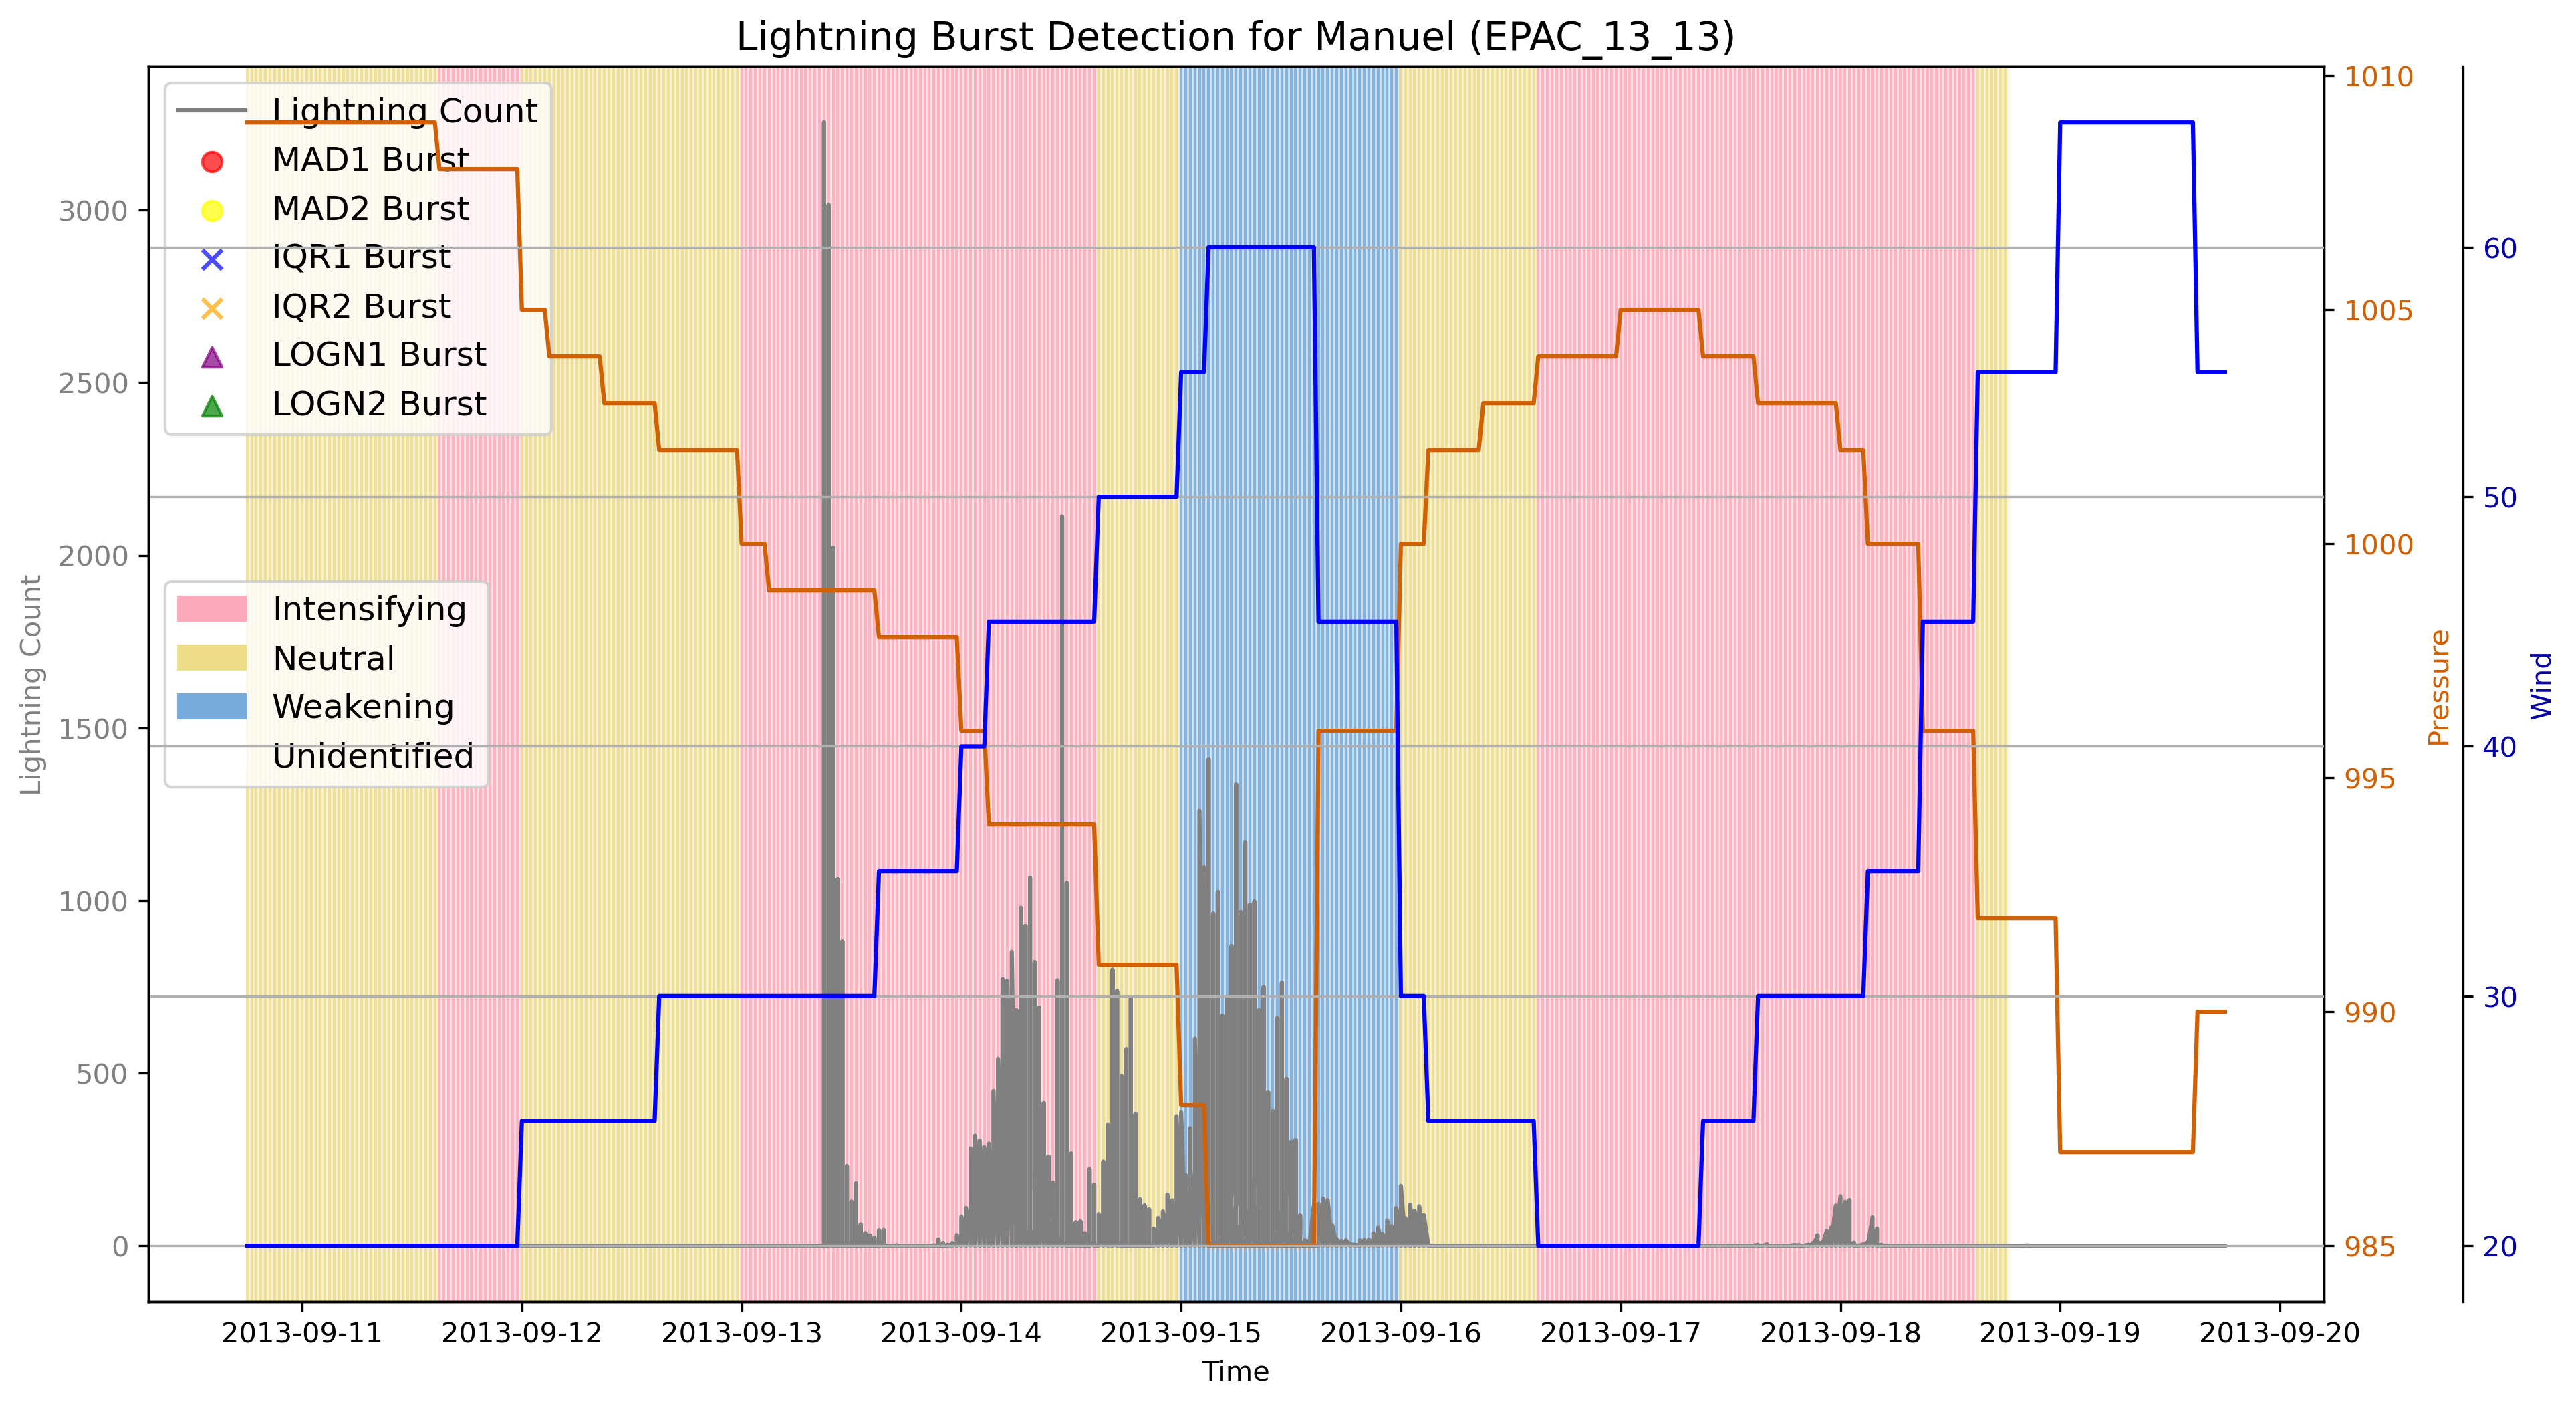 Lightning Burst Detection for Manuel (EPAC_13_13)
Lightning Count
MAD1 Burst
MAD2 Burst
IQR1 Burst
IQR2 Burst
LOGN1 Burst
LOGN2 Burst
Intensifying
Neutral
Weakening
Unidentified
Lightning Count
3000
2500
2000
1500
1000
500
0
1010
1005
1000
995
990
985
Pressure
60
50
40
30
20
Wind
2013-09-11 2013-09-12 2013-09-13 2013-09-14 2013-09-15 2013-09-16 2013-09-17 2013-09-18 2013-09-19 2013-09-20
Time